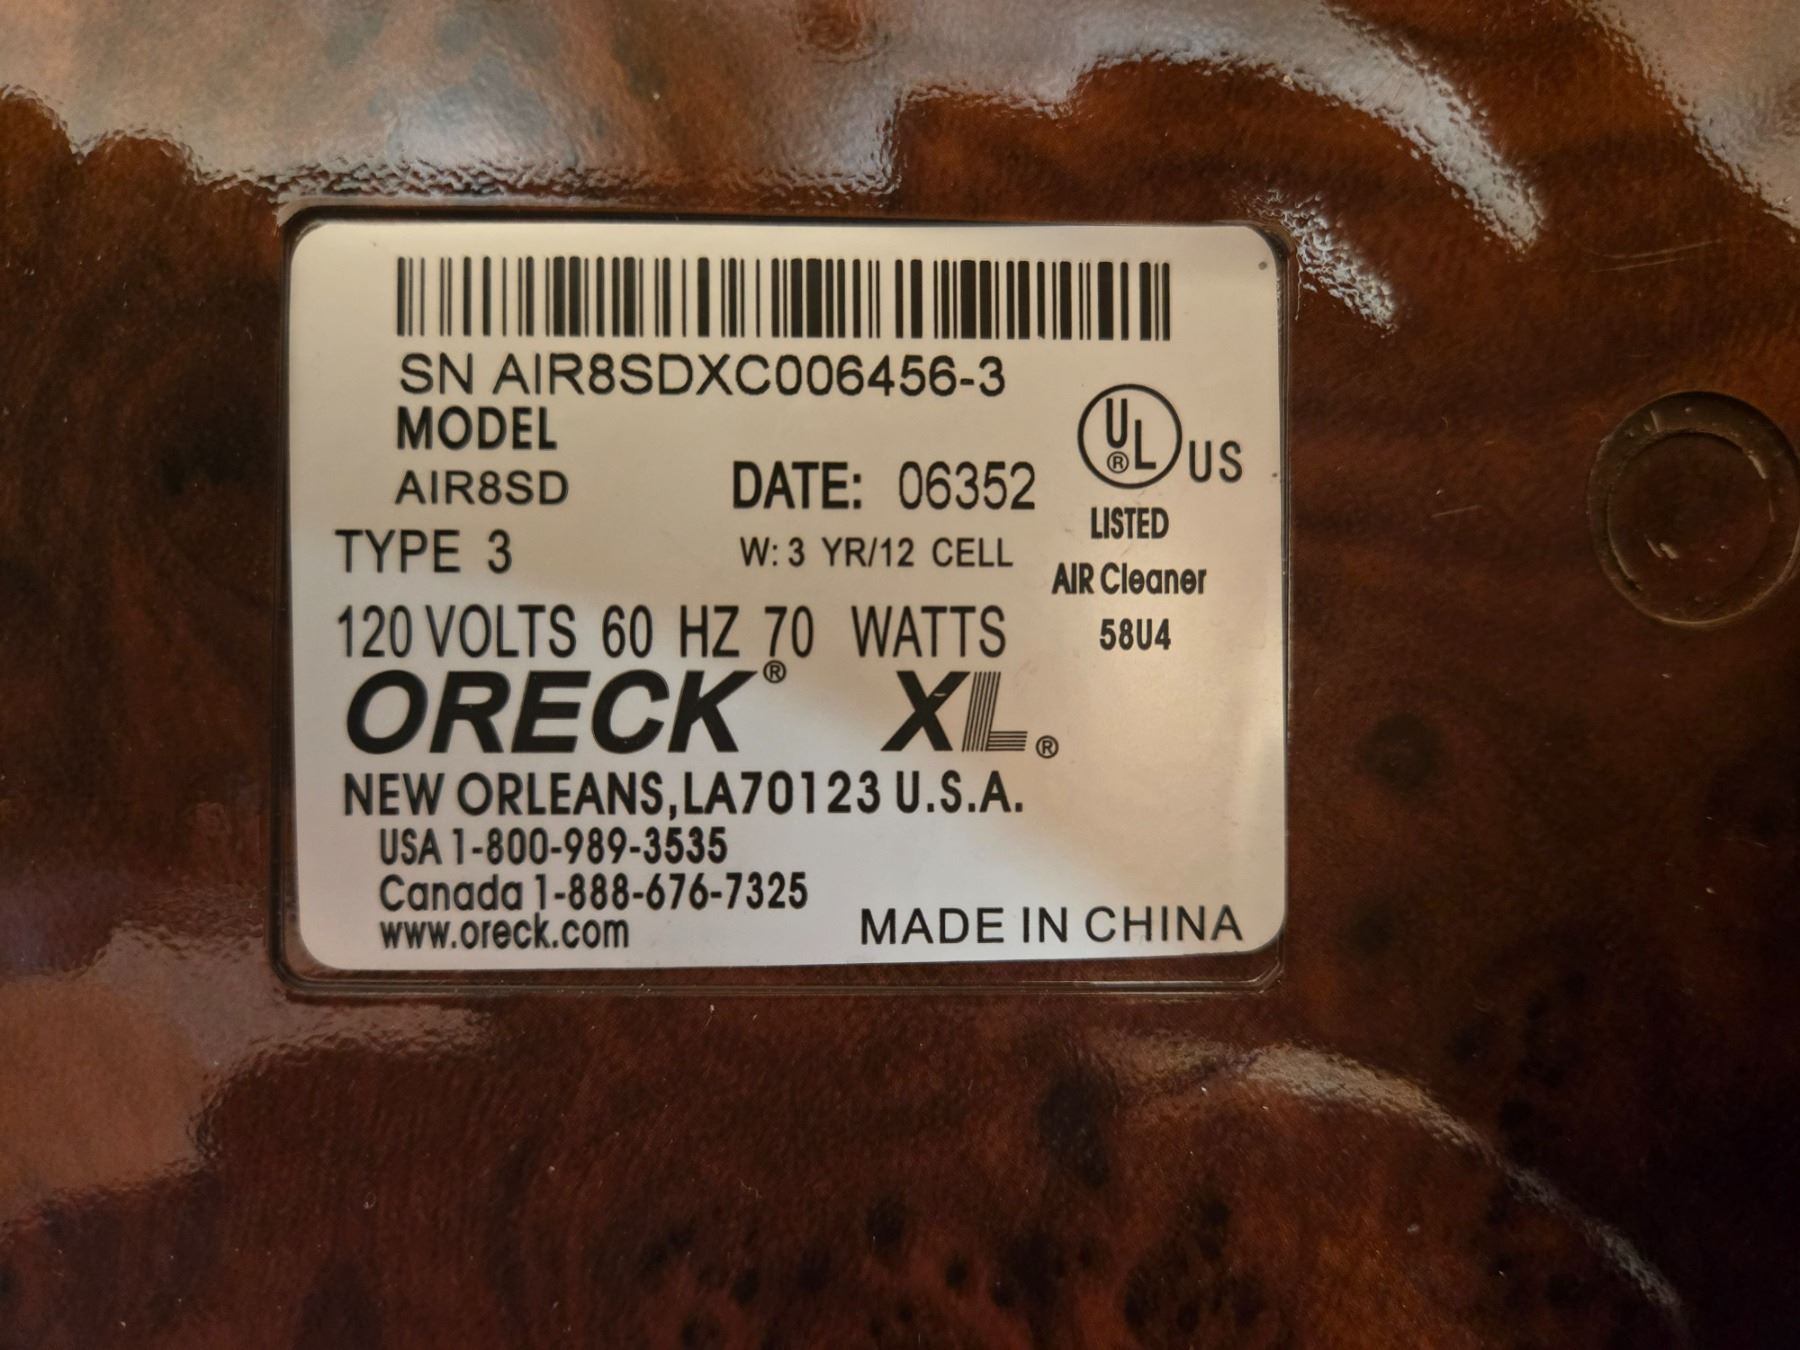 SN AIR8SDXC006456-3
MODEL
AIR8SD
DATE: 06352
TYPE 3
W: 3 YR/12 CELL
UL® US
LISTED
AIR Cleaner
58U4
120 VOLTS 60 HZ 70 WATTS
ORECK® XL®
NEW ORLEANS,LA70123 U.S.A.
USA 1-800-989-3535
Canada 1-888-676-7325
www.oreck.com
MADE IN CHINA